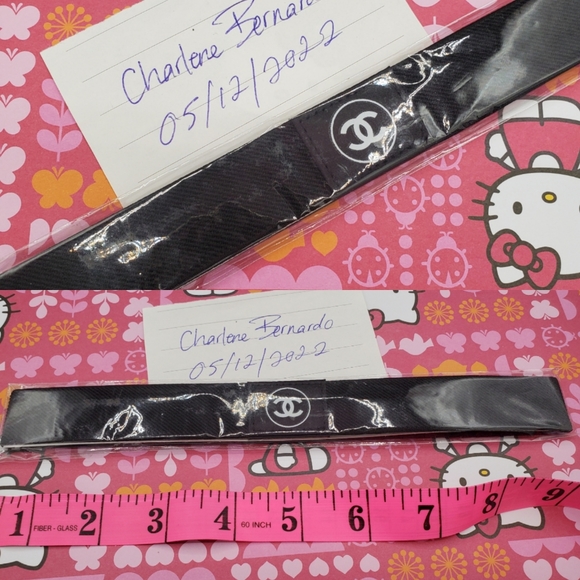 Charlene Bernardo
05/12/2022
Charlene Bernardo
05/12/2022
1 FIBER-GLASS 2 3 4 60 INCH 5 6 7 8 9